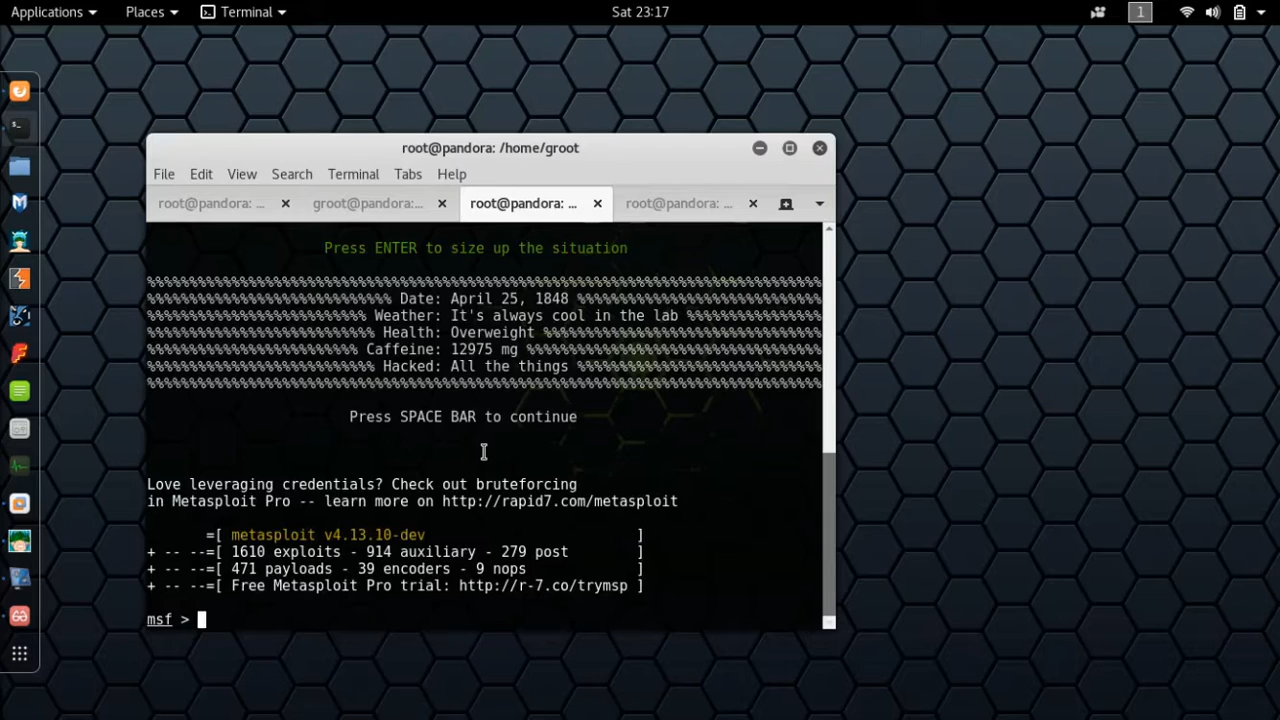 Applications Places Terminal Sat 23:17 1
root@pandora: /home/groot
File Edit View Search Terminal Tabs Help
root@pandora: ... groot@pandora:... root@pandora: ... root@pandora: ...
Press ENTER to size up the situation
%%%%%%%%%%%%%%%%%%%%%%%%%%%%%%%%%%%%%%%%%%%%%%%%%%%%%%%%%%%%%%%%%%%%%%%%%%%%%%%%%%
%%%%%%%%%%%%%%%%%%%%%%%%%%%%% Date: April 25, 1848 %%%%%%%%%%%%%%%%%%%%%%%%%%%%%
%%%%%%%%%%%%%%%%%%%%%%%%%% Weather: It's always cool in the lab %%%%%%%%%%%%%%%%%
%%%%%%%%%%%%%%%%%%%%%%%%%%% Health: Overweight %%%%%%%%%%%%%%%%%%%%%%%%%%%%%%%%%
%%%%%%%%%%%%%%%%%%%%%%%%% Caffeine: 12975 mg %%%%%%%%%%%%%%%%%%%%%%%%%%%%%%%%%%%
%%%%%%%%%%%%%%%%%%%%%%%%%%% Hacked: All the things %%%%%%%%%%%%%%%%%%%%%%%%%%%%%
%%%%%%%%%%%%%%%%%%%%%%%%%%%%%%%%%%%%%%%%%%%%%%%%%%%%%%%%%%%%%%%%%%%%%%%%%%%%%%%%%%
Press SPACE BAR to continue
Love leveraging credentials? Check out bruteforcing
in Metasploit Pro -- learn more on http://rapid7.com/metasploit
=[ metasploit v4.13.10-dev ]
+ -- --=[ 1610 exploits - 914 auxiliary - 279 post ]
+ -- --=[ 471 payloads - 39 encoders - 9 nops ]
+ -- --=[ Free Metasploit Pro trial: http://r-7.co/trymsp ]
msf >